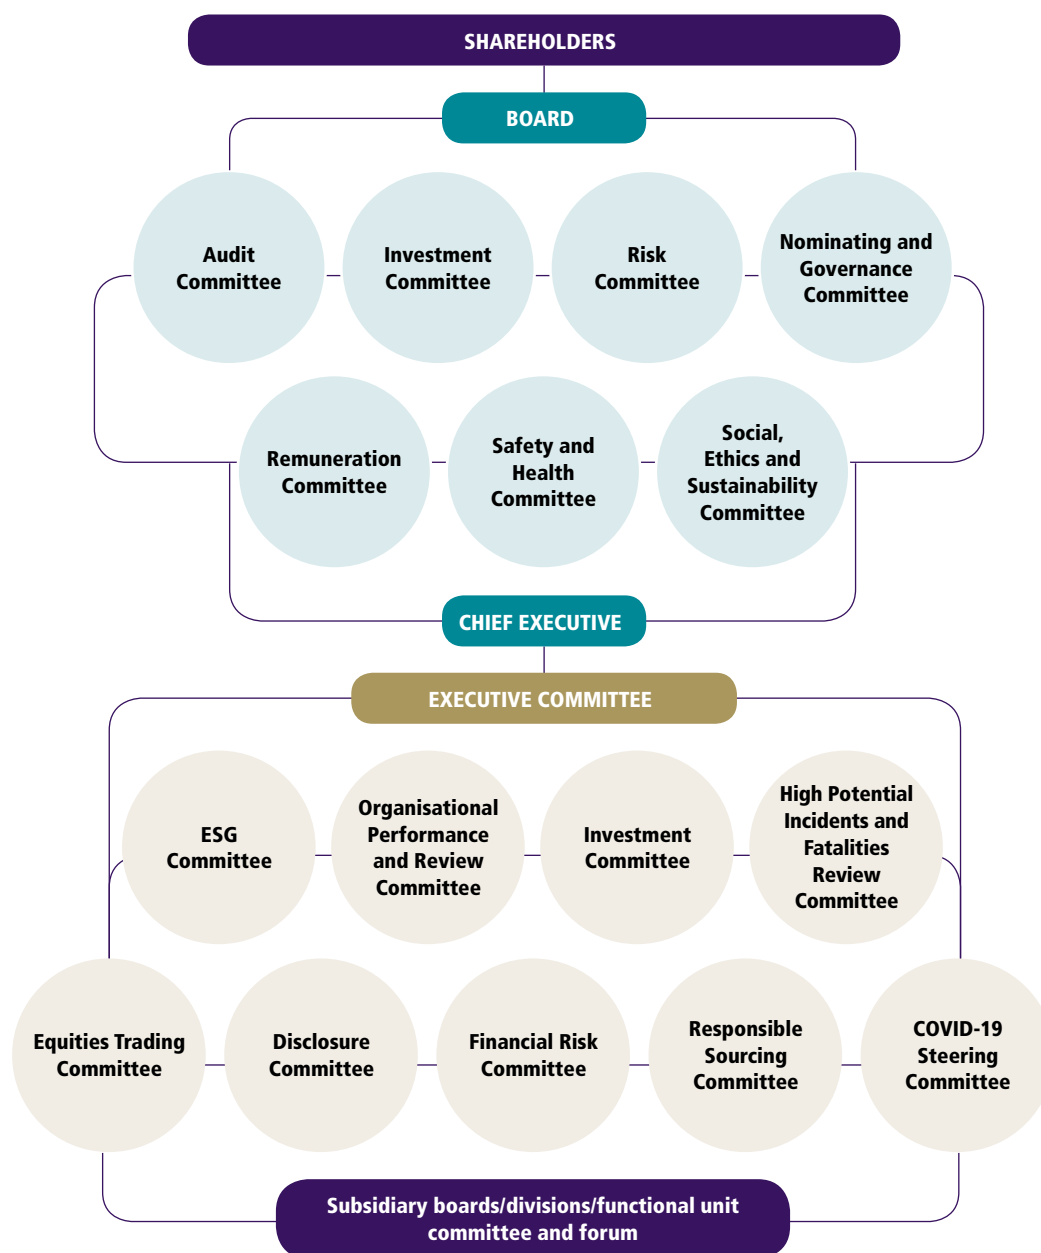 SHAREHOLDERS
BOARD
Audit
Committee
Investment
Committee
Risk
Committee
Nominating and
Governance
Committee
Remuneration
Committee
Safety and
Health
Committee
Social,
Ethics and
Sustainability
Committee
CHIEF EXECUTIVE
EXECUTIVE COMMITTEE
ESG
Committee
Organisational
Performance
and Review
Committee
Investment
Committee
High Potential
Incidents and
Fatalities
Review
Committee
Equities Trading
Committee
Disclosure
Committee
Financial Risk
Committee
Responsible
Sourcing
Committee
COVID-19
Steering
Committee
Subsidiary boards/divisions/functional unit
committee and forum